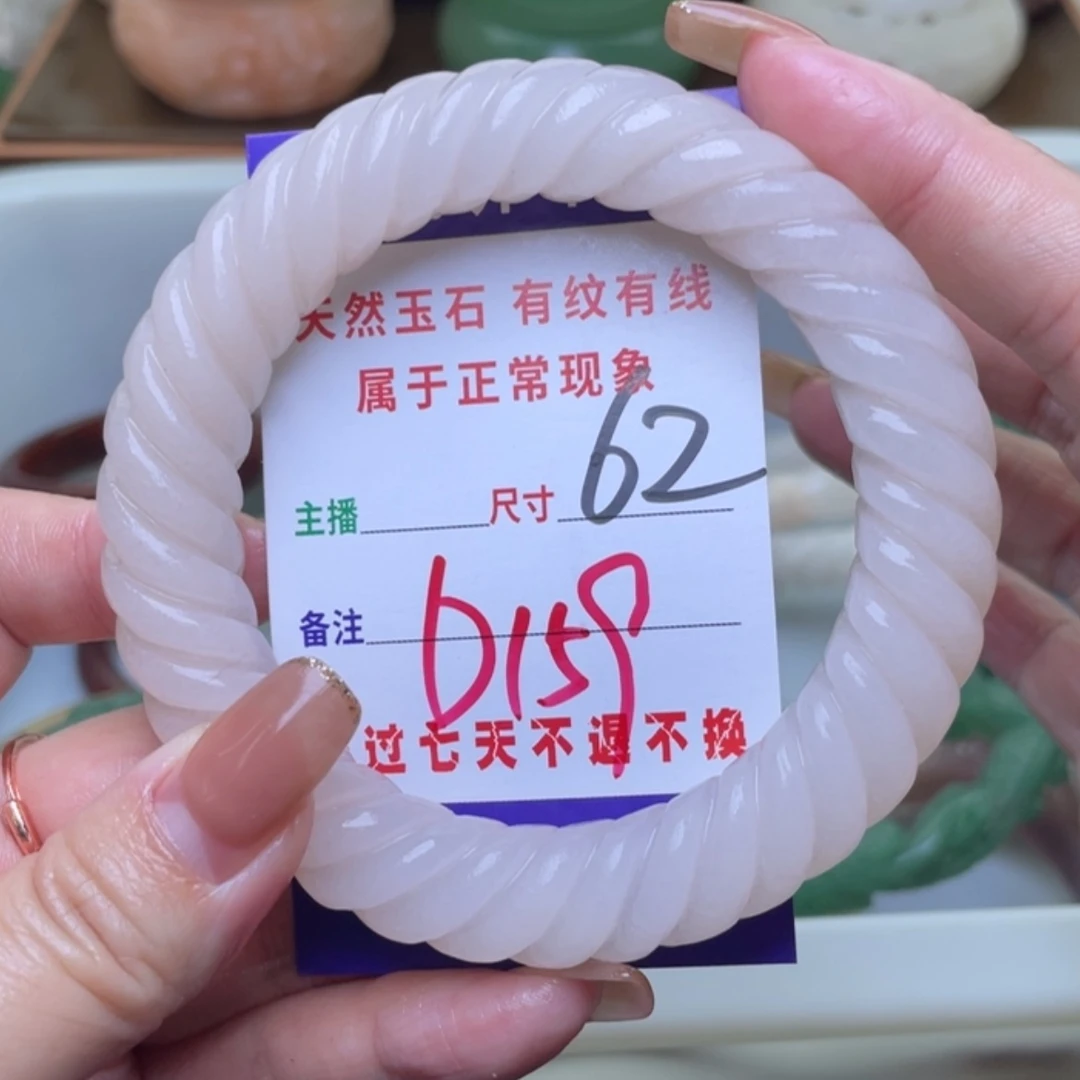 天然玉石 有纹有线
属于正常现象
主播 尺寸 62
备注 D159
过七天不退不换